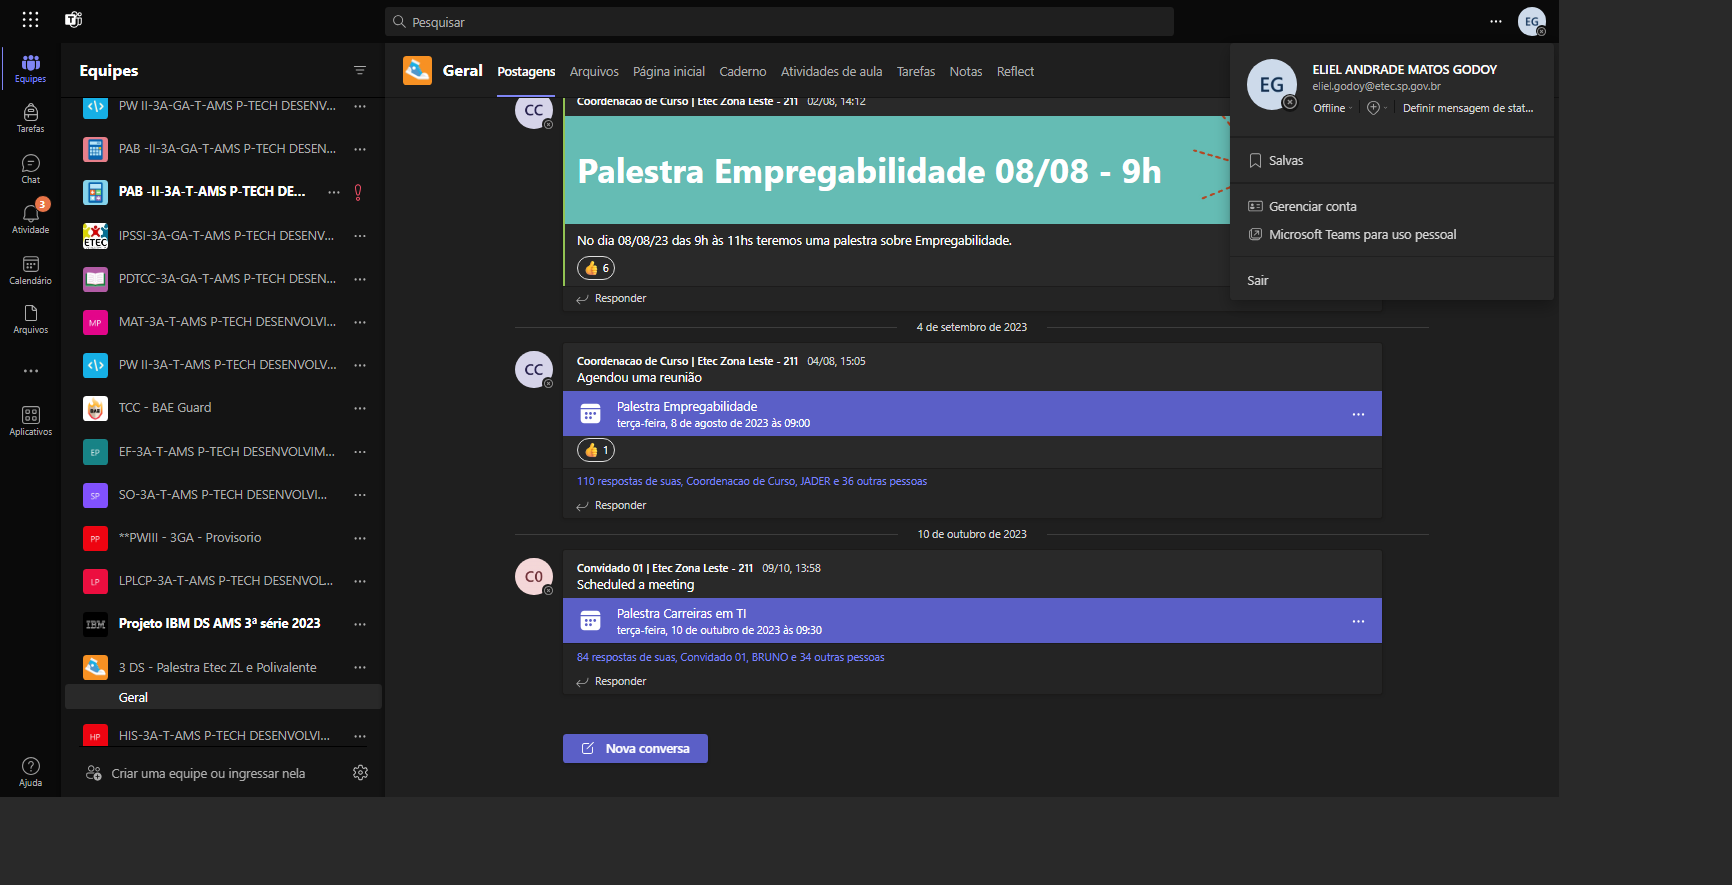 Pesquisar
EG
Equipes
Tarefas
Chat
3
Atividade
Calendário
Arquivos
Aplicativos
Ajuda
Equipes
PW II-3A-GA-T-AMS P-TECH DESENV...
PAB -II-3A-GA-T-AMS P-TECH DESEN...
PAB -II-3A-T-AMS P-TECH DE...
ETEC
IPSSI-3A-GA-T-AMS P-TECH DESENV...
PDTCC-3A-GA-T-AMS P-TECH DESEN...
MP
MAT-3A-T-AMS P-TECH DESENVOLVI...
PW II-3A-T-AMS P-TECH DESENVOLV...
BAE
TCC - BAE Guard
EP
EF-3A-T-AMS P-TECH DESENVOLVIM...
SP
SO-3A-T-AMS P-TECH DESENVOLVI...
PP
**PWIII - 3GA - Provisorio
LP
LPLCP-3A-T-AMS P-TECH DESENVOL...
IBM
Projeto IBM DS AMS 3ª série 2023
3 DS - Palestra Etec ZL e Polivalente
Geral
HP
HIS-3A-T-AMS P-TECH DESENVOLVI...
Criar uma equipe ou ingressar nela
Geral
Postagens Arquivos Página inicial Caderno Atividades de aula Tarefas Notas Reflect
CC
Coordenacao de Curso | Etec Zona Leste - 211 02/08, 14:12
Palestra Empregabilidade 08/08 - 9h
No dia 08/08/23 das 9h às 11hs teremos uma palestra sobre Empregabilidade.
6
Responder
4 de setembro de 2023
CC
Coordenacao de Curso | Etec Zona Leste - 211 04/08, 15:05
Agendou uma reunião
Palestra Empregabilidade
terça-feira, 8 de agosto de 2023 às 09:00
1
110 respostas de suas, Coordenacao de Curso, JADER e 36 outras pessoas
Responder
10 de outubro de 2023
C0
Convidado 01 | Etec Zona Leste - 211 09/10, 13:58
Scheduled a meeting
Palestra Carreiras em TI
terça-feira, 10 de outubro de 2023 às 09:30
84 respostas de suas, Convidado 01, BRUNO e 34 outras pessoas
Responder
Nova conversa
EG
ELIEL ANDRADE MATOS GODOY
eliel.godoy@etec.sp.gov.br
Offline
Definir mensagem de stat...
Salvas
Gerenciar conta
Microsoft Teams para uso pessoal
Sair